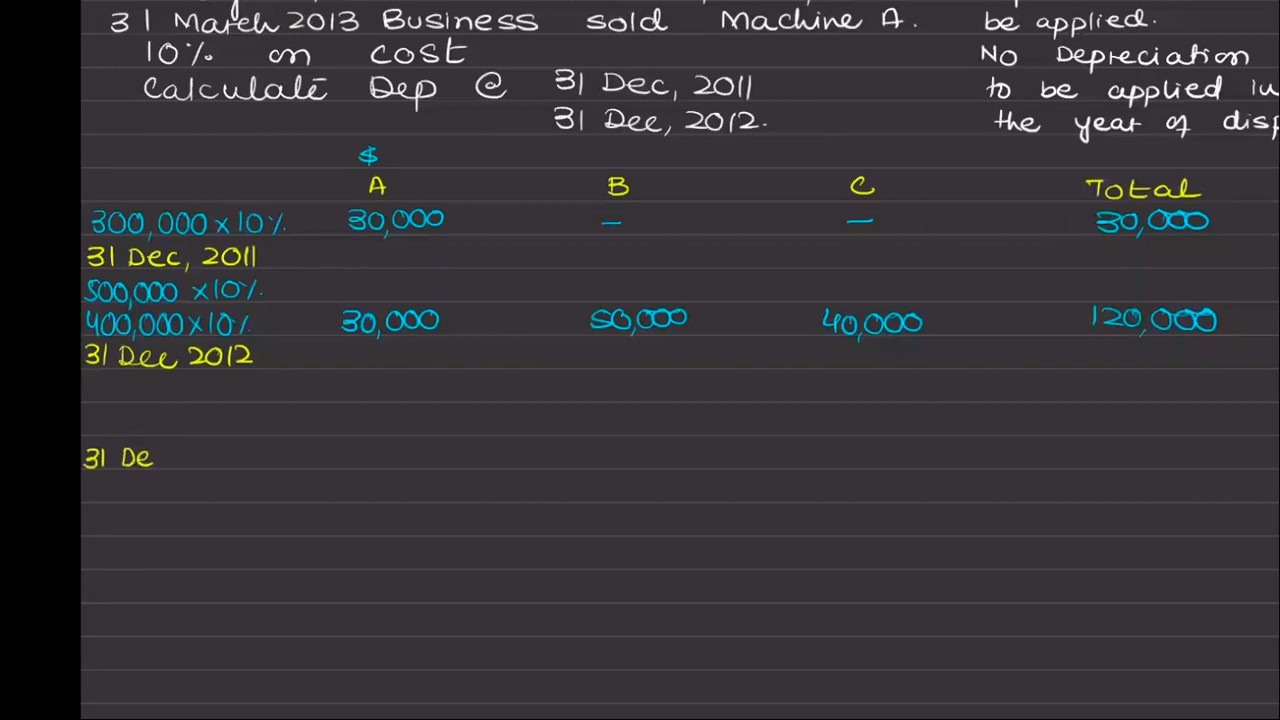 31 March 2013 Business sold Machine A. be applied.
10% on cost No Depreciation
Calculate Dep @ 31 Dec, 2011 to be applied in
31 Dec, 2012. the year of disp
$
A B C Total
300,000 x 10% 30,000 — — 30,000
31 Dec, 2011
500,000 x 10%
400,000 x 10% 30,000 50,000 40,000 120,000
31 Dec 2012
31 De